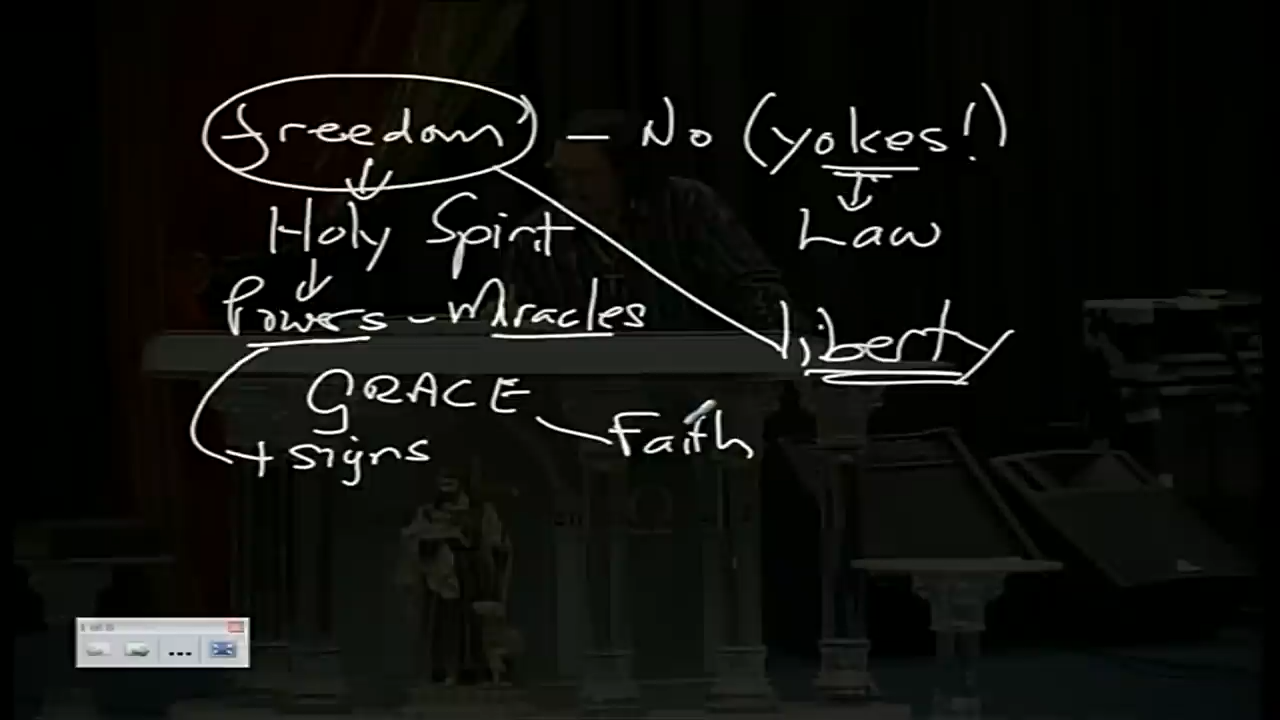 freedom — No (yokes!)
Holy Spirit
Law
Powers - Miracles
liberty
GRACE
Faith
+ signs
...